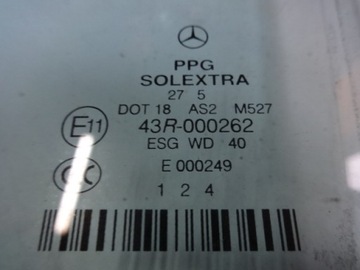 PPG
SOLEXTRA
27 5
DOT 18 AS2 M527
E11 43R-000262
ESG WD 40
E 000249
1 2 4